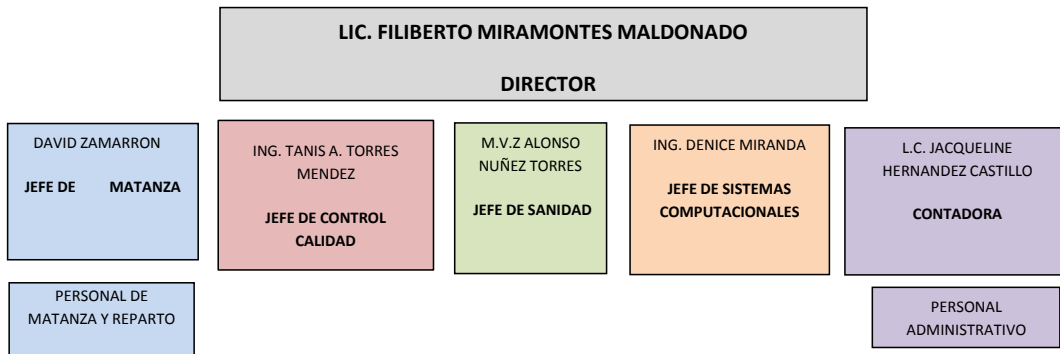 LIC. FILIBERTO MIRAMONTES MALDONADO
DIRECTOR
DAVID ZAMARRON
JEFE DE MATANZA
ING. TANIS A. TORRES
MENDEZ
JEFE DE CONTROL
CALIDAD
M.V.Z ALONSO
NUÑEZ TORRES
JEFE DE SANIDAD
ING. DENICE MIRANDA
JEFE DE SISTEMAS
COMPUTACIONALES
L.C. JACQUELINE
HERNANDEZ CASTILLO
CONTADORA
PERSONAL DE
MATANZA Y REPARTO
PERSONAL
ADMINISTRATIVO